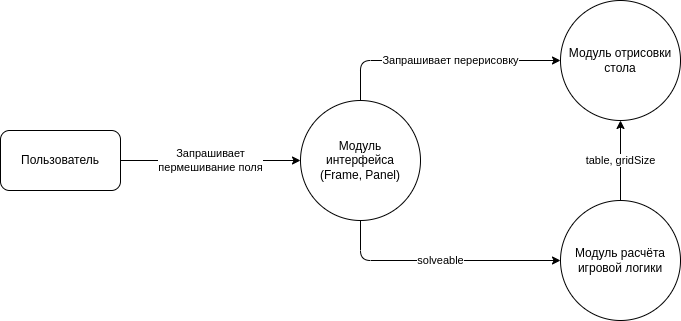 Запрашивает перерисовку
Модуль отрисовки
стола
Пользователь
Запрашивает
пермешивание поля
Модуль
интерфейса
(Frame, Panel)
table, gridSize
solveable
Модуль расчёта
игровой логики